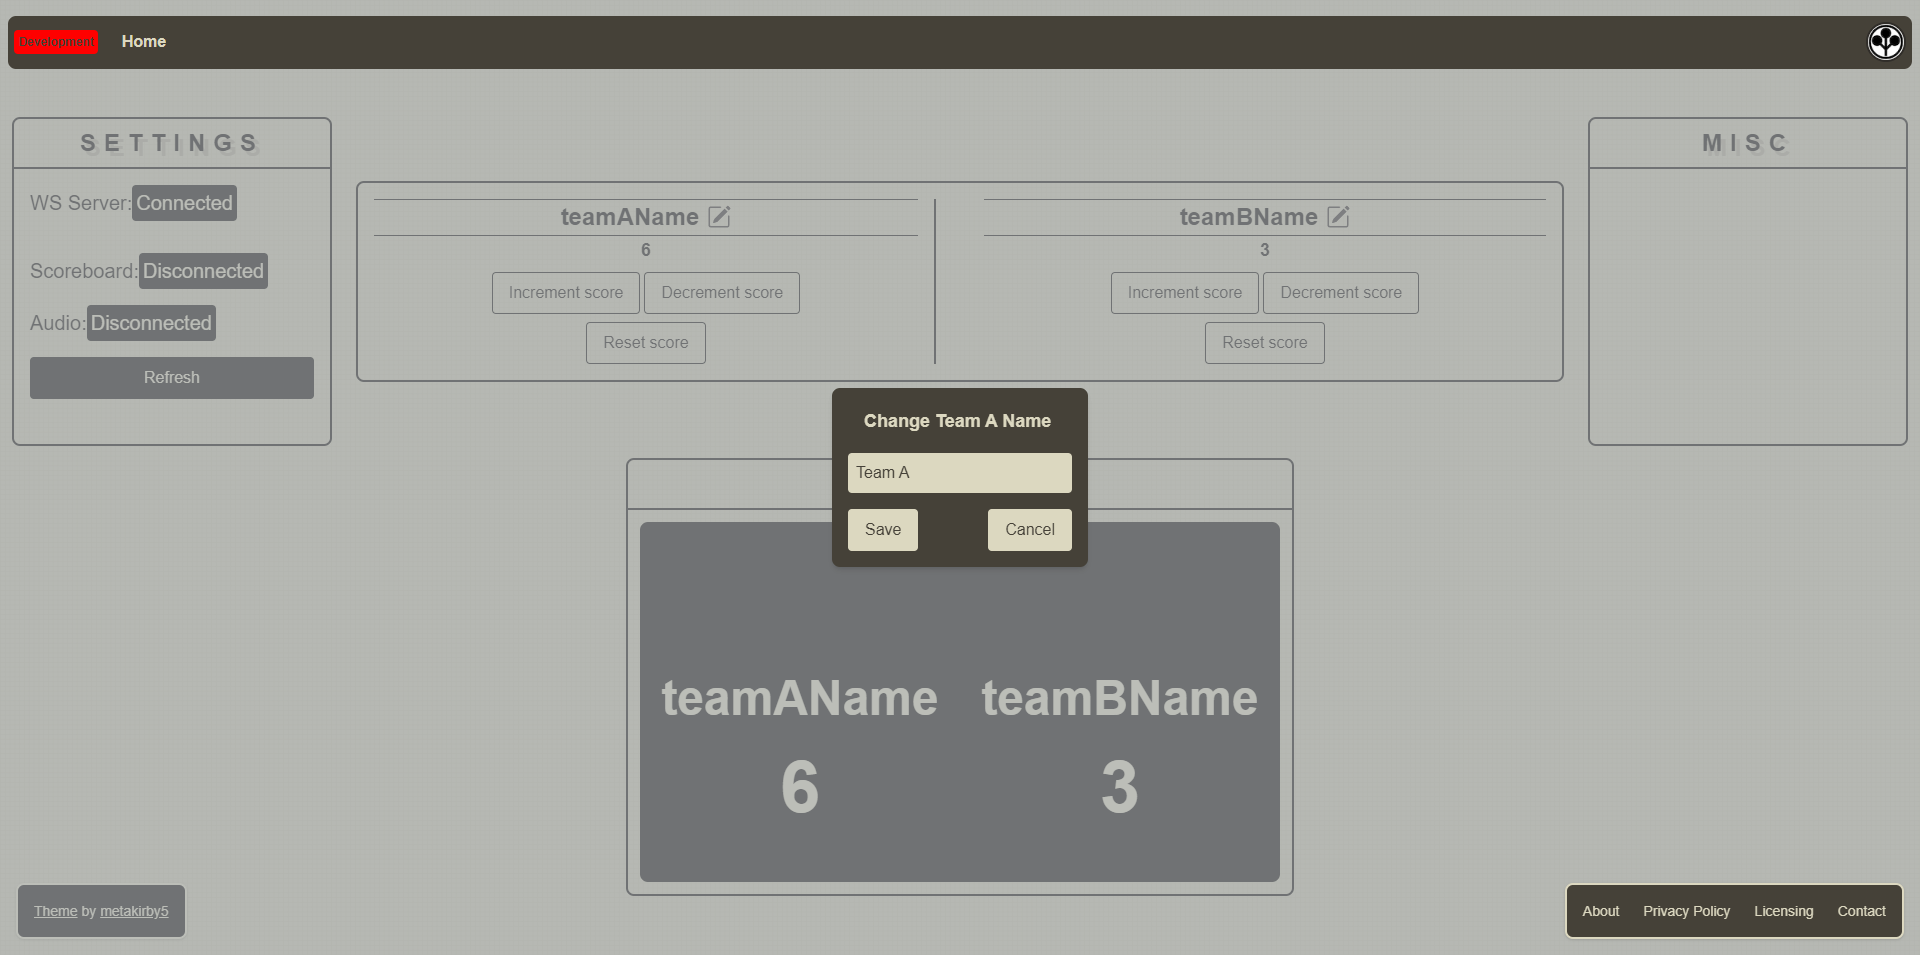 Development
Home
SETTINGS
WS Server: Connected
Scoreboard: Disconnected
Audio: Disconnected
Refresh
teamAName
6
Increment score
Decrement score
Reset score
teamBName
3
Increment score
Decrement score
Reset score
MISC
Change Team A Name
Team A
Save
Cancel
teamAName
teamBName
6
3
Theme by metakirby5
About
Privacy Policy
Licensing
Contact